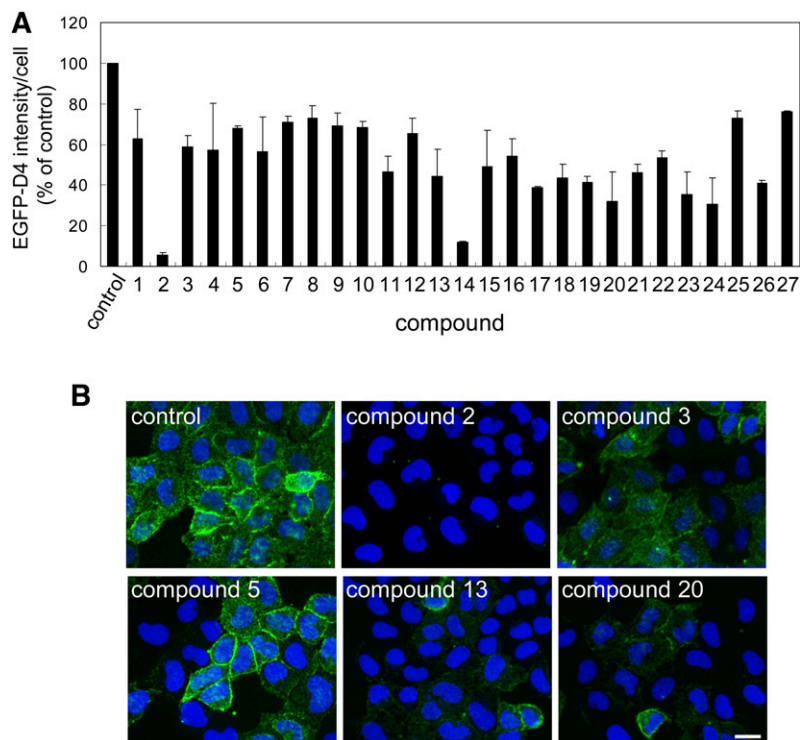 A
EGFP-D4 intensity/cell
(% of control)
120
100
80
60
40
20
0
control 1 2 3 4 5 6 7 8 9 10 11 12 13 14 15 16 17 18 19 20 21 22 23 24 25 26 27
compound
B
control compound 2 compound 3
compound 5 compound 13 compound 20